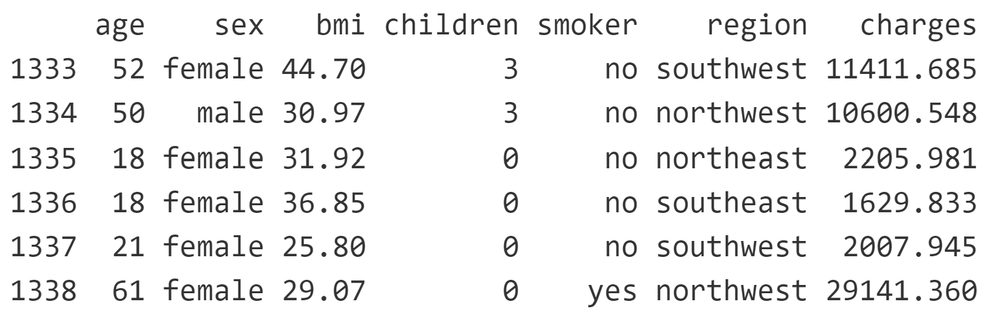 age sex bmi children smoker region charges
1333 52 female 44.70 3 no southwest 11411.685
1334 50 male 30.97 3 no northwest 10600.548
1335 18 female 31.92 0 no northeast 2205.981
1336 18 female 36.85 0 no southeast 1629.833
1337 21 female 25.80 0 no southwest 2007.945
1338 61 female 29.07 0 yes northwest 29141.360